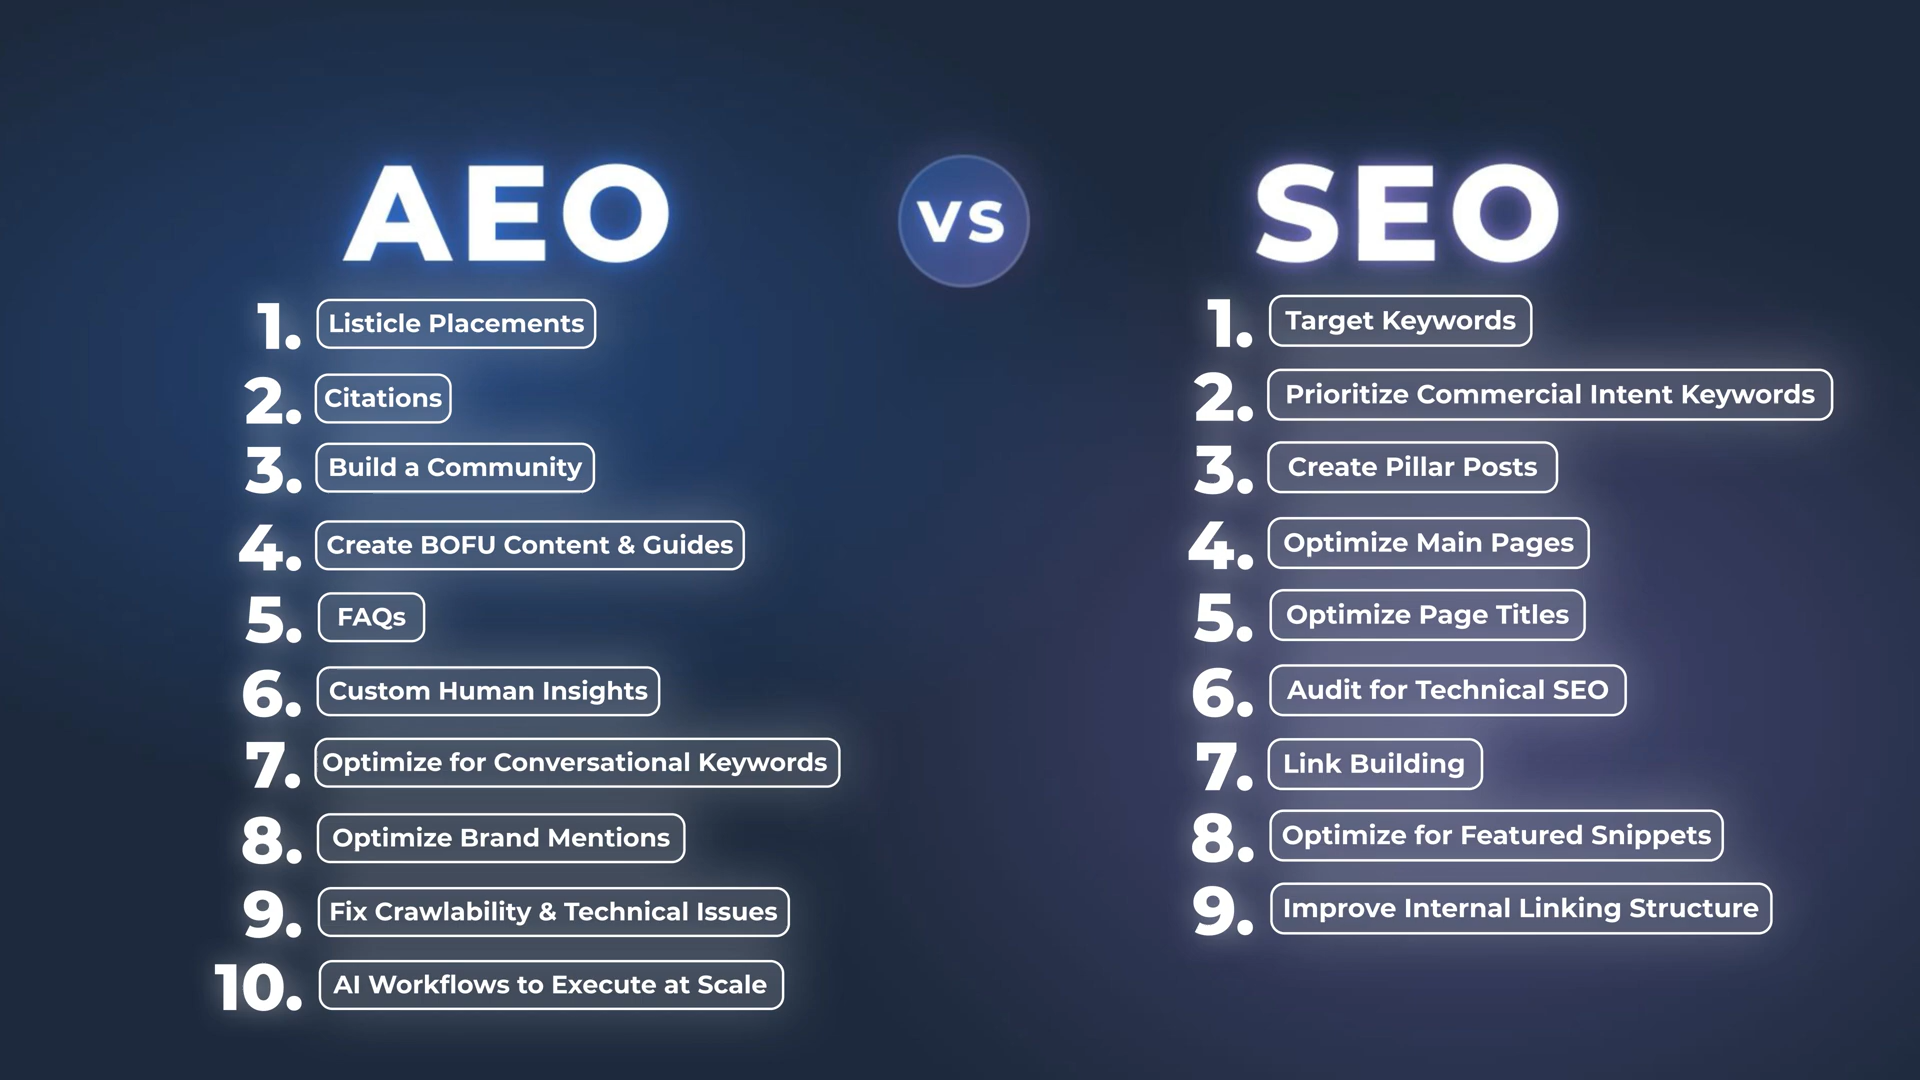 AEO
VS
SEO
1. Listicle Placements
2. Citations
3. Build a Community
4. Create BOFU Content & Guides
5. FAQs
6. Custom Human Insights
7. Optimize for Conversational Keywords
8. Optimize Brand Mentions
9. Fix Crawlability & Technical Issues
10. AI Workflows to Execute at Scale
1. Target Keywords
2. Prioritize Commercial Intent Keywords
3. Create Pillar Posts
4. Optimize Main Pages
5. Optimize Page Titles
6. Audit for Technical SEO
7. Link Building
8. Optimize for Featured Snippets
9. Improve Internal Linking Structure